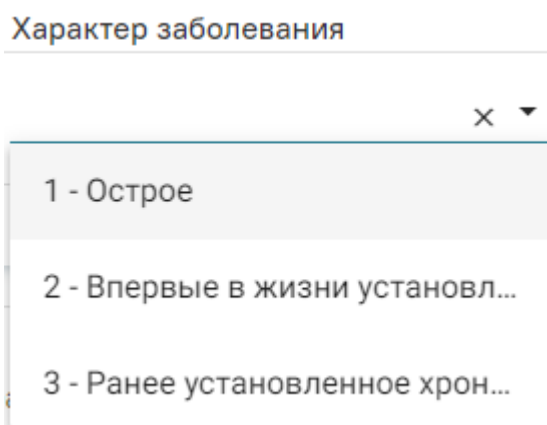 Характер заболевания
1 - Острое
2 - Впервые в жизни установл...
3 - Ранее установленное хрон...